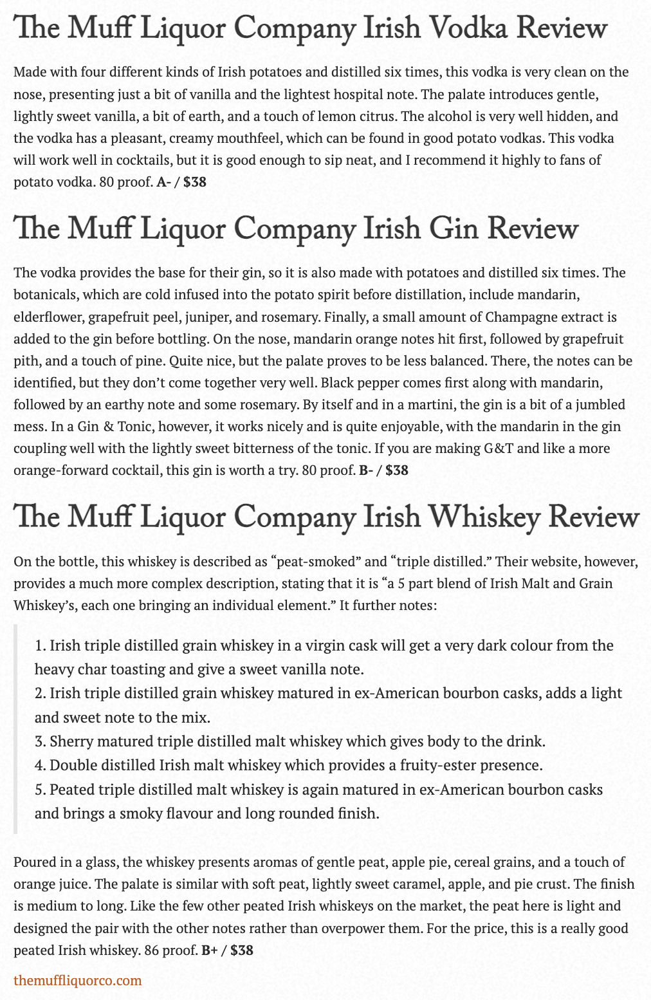 The Muff Liquor Company Irish Vodka Review
Made with four different kinds of Irish potatoes and distilled six times, this vodka is very clean on the
nose, presenting just a bit of vanilla and the lightest hospital note. The palate introduces gentle,
lightly sweet vanilla, a bit of earth, and a touch of lemon citrus. The alcohol is very well hidden, and
the vodka has a pleasant, creamy mouthfeel, which can be found in good potato vodkas. This vodka
will work well in cocktails, but it is good enough to sip neat, and I recommend it highly to fans of
potato vodka. 80 proof. A- / $38
The Muff Liquor Company Irish Gin Review
The vodka provides the base for their gin, so it is also made with potatoes and distilled six times. The
botanicals, which are cold infused into the potato spirit before distillation, include mandarin,
elderflower, grapefruit peel, juniper, and rosemary. Finally, a small amount of Champagne extract is
added to the gin before bottling. On the nose, mandarin orange notes hit first, followed by grapefruit
pith, and a touch of pine. Quite nice, but the palate proves to be less balanced. There, the notes can be
identified, but they don’t come together very well. Black pepper comes first along with mandarin,
followed by an earthy note and some rosemary. By itself and in a martini, the gin is a bit of a jumbled
mess. In a Gin & Tonic, however, it works nicely and is quite enjoyable, with the mandarin in the gin
coupling well with the lightly sweet bitterness of the tonic. If you are making G&T and like a more
orange-forward cocktail, this gin is worth a try. 80 proof. B- / $38
The Muff Liquor Company Irish Whiskey Review
On the bottle, this whiskey is described as “peat-smoked” and “triple distilled.” Their website, however,
provides a much more complex description, stating that it is “a 5 part blend of Irish Malt and Grain
Whiskey’s, each one bringing an individual element.” It further notes:
1. Irish triple distilled grain whiskey in a virgin cask will get a very dark colour from the
heavy char toasting and give a sweet vanilla note.
2. Irish triple distilled grain whiskey matured in ex-American bourbon casks, adds a light
and sweet note to the mix.
3. Sherry matured triple distilled malt whiskey which gives body to the drink.
4. Double distilled Irish malt whiskey which provides a fruity-ester presence.
5. Peated triple distilled malt whiskey is again matured in ex-American bourbon casks
and brings a smoky flavour and long rounded finish.
Poured in a glass, the whiskey presents aromas of gentle peat, apple pie, cereal grains, and a touch of
orange juice. The palate is similar with soft peat, lightly sweet caramel, apple, and pie crust. The finish
is medium to long. Like the few other peated Irish whiskeys on the market, the peat here is light and
designed the pair with the other notes rather than overpower them. For the price, this is a really good
peated Irish whiskey. 86 proof. B+ / $38
themuffliquorco.com